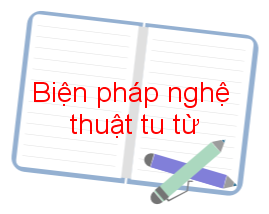 Biện pháp nghệ
thuật tu từ